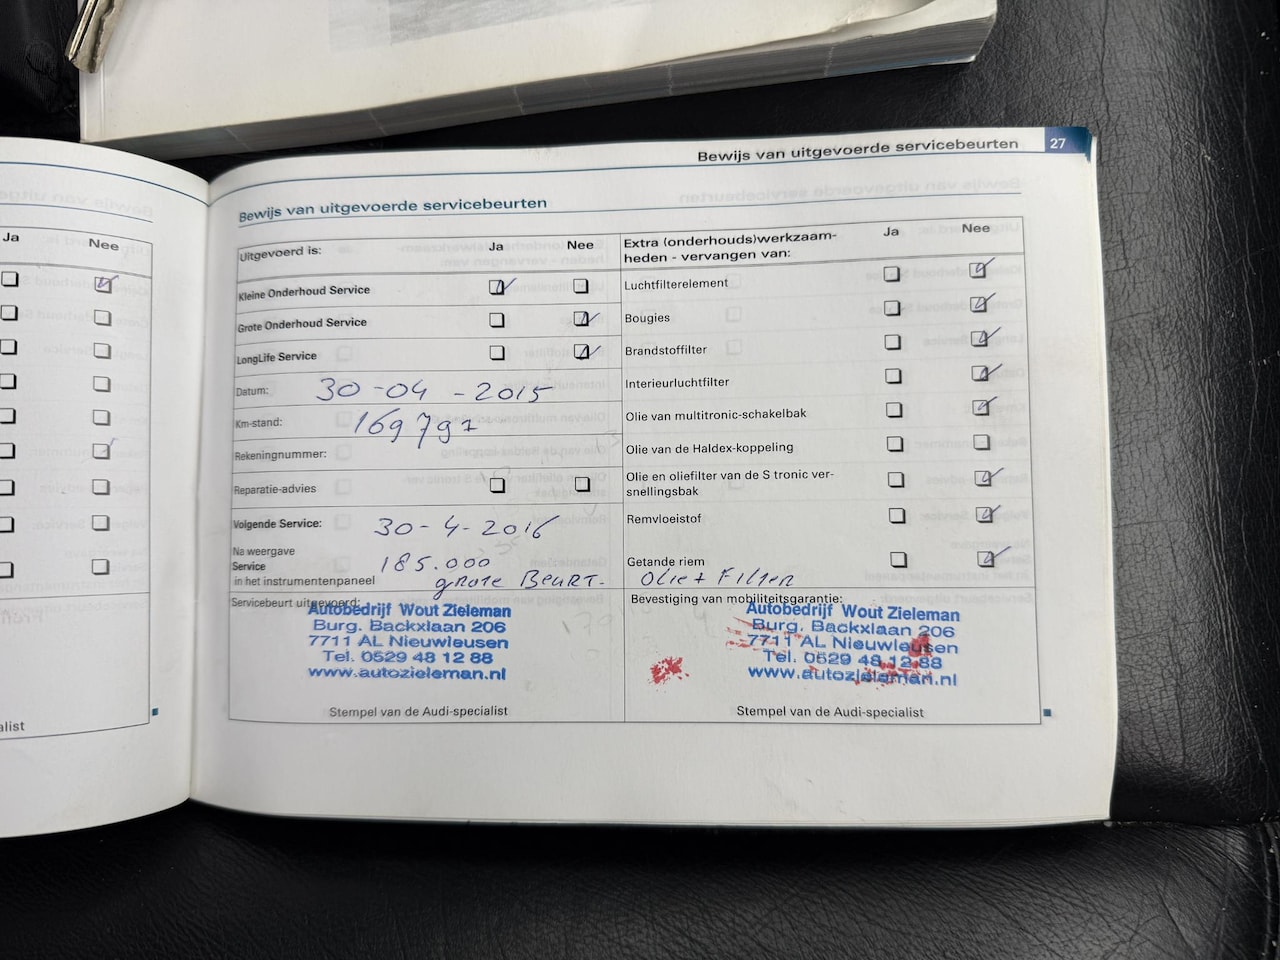 Bewijs van uitgevoerde servicebeurten 27
Ja Nee
alist
Bewijs van uitgevoerde servicebeurten
Uitgevoerd is: Ja Nee
Kleine Onderhoud Service
Grote Onderhoud Service
LongLife Service
Datum: 30-04-2015
Km-stand: 169797
Rekeningnummer:
Reparatie-advies
Volgende Service: 30-4-2016
Na weergave
Service 185.000
in het instrumentenpaneel grote Beurt.
Servicebeurt uitgevoerd:
Autobedrijf Wout Zieleman
Burg. Backxlaan 206
7711 AL Nieuwleusen
Tel. 0529 48 12 88
www.autozieleman.nl
Stempel van de Audi-specialist
Extra (onderhouds)werkzaam-
heden - vervangen van: Ja Nee
Luchtfilterelement
Bougies
Brandstoffilter
Interieurluchtfilter
Olie van multitronic-schakelbak
Olie van de Haldex-koppeling
Olie en oliefilter van de S tronic ver-
snellingsbak
Remvloeistof
Getande riem
Olie + Filter
Bevestiging van mobiliteitsgarantie:
Autobedrijf Wout Zieleman
Burg. Backxlaan 206
7711 AL Nieuwleusen
Tel. 0529 48 12 88
www.autozieleman.nl
Stempel van de Audi-specialist